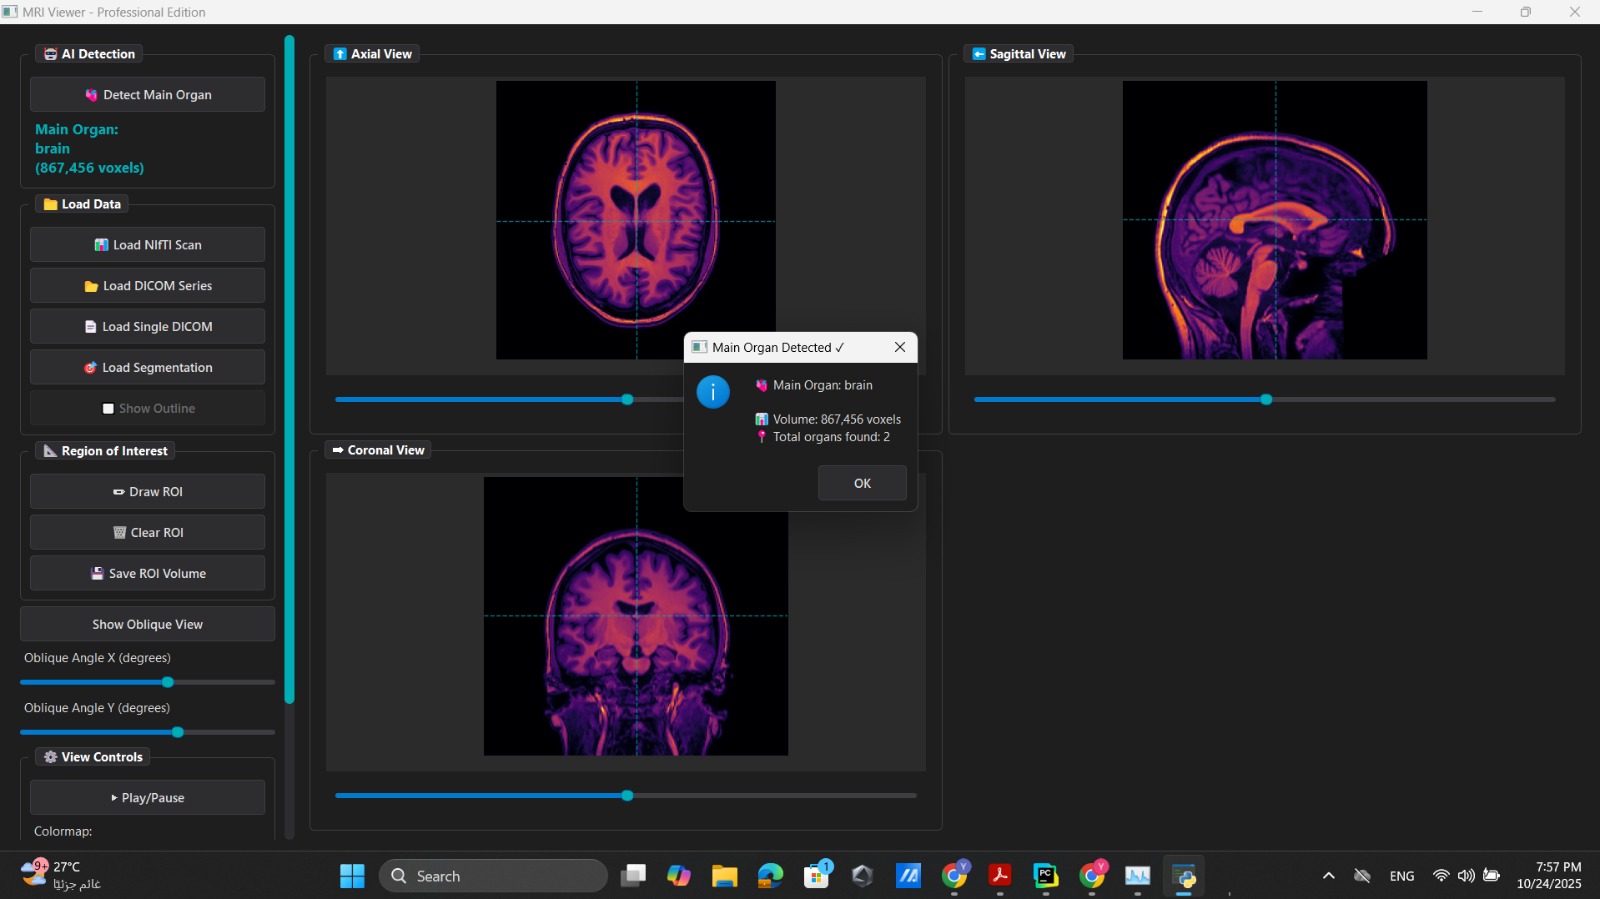 MRI Viewer - Professional Edition
AI Detection
Detect Main Organ
Main Organ:
brain
(867,456 voxels)
Load Data
Load NIfTI Scan
Load DICOM Series
Load Single DICOM
Load Segmentation
Show Outline
Region of Interest
Draw ROI
Clear ROI
Save ROI Volume
Show Oblique View
Oblique Angle X (degrees)
Oblique Angle Y (degrees)
View Controls
Play/Pause
Colormap:
Axial View
Sagittal View
Coronal View
Main Organ Detected ✓
Main Organ: brain
Volume: 867,456 voxels
Total organs found: 2
OK
9+
27°C
غائم جزئيًا
Search
1
Y
PC
Y
ENG
7:57 PM
10/24/2025